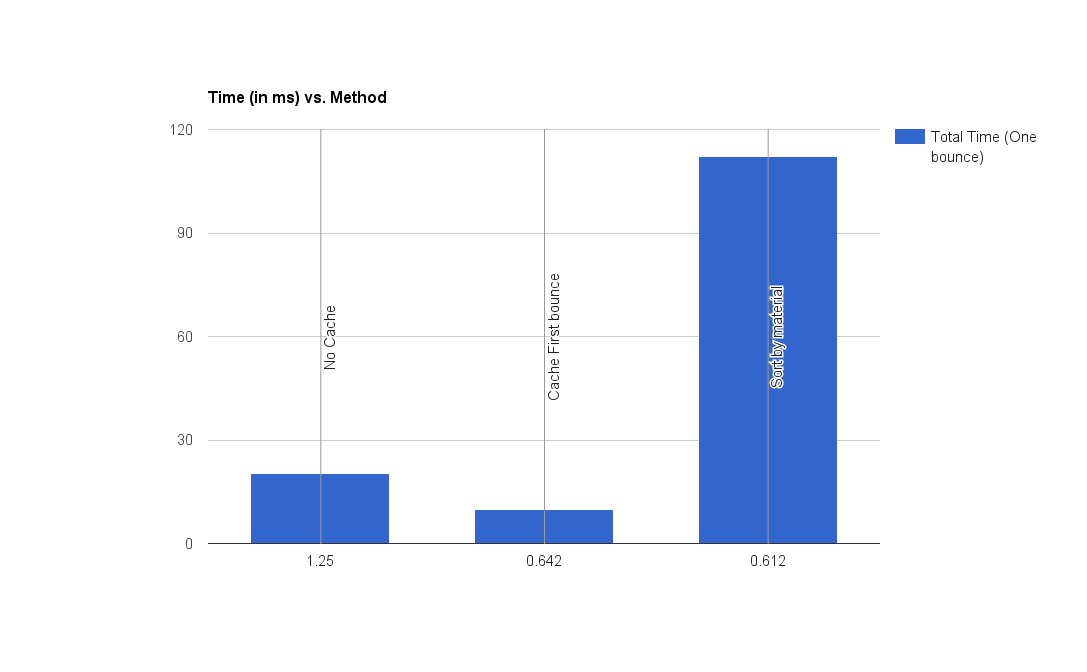 Time (in ms) vs. Method
120
90
60
30
0
No Cache
Cache First bounce
Sort by material
1.25
0.642
0.612
Total Time (One
bounce)